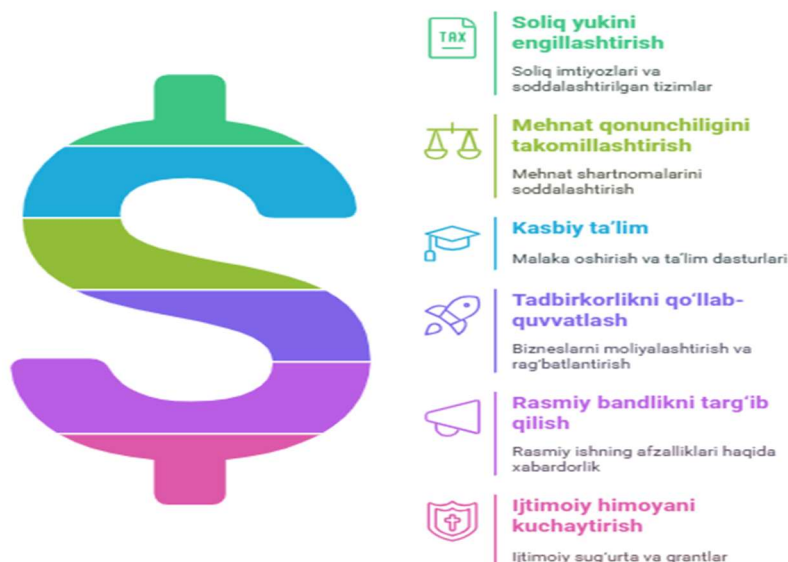 TAX
Soliq yukini
engillashtirish
Soliq imtiyozlari va
soddalashtirilgan tizimlar
Mehnat qonunchiligini
takomillashtirish
Mehnat shartnomalarini
soddalashtirish
Kasbiy ta’lim
Malaka oshirish va ta’lim dasturlari
Tadbirkorlikni qo‘llab-
quvvatlash
Bizneslarni moliyalashtirish va
rag‘batlantirish
Rasmiy bandlikni targ‘ib
qilish
Rasmiy ishning afzalliklari haqida
xabardorlik
Ijtimoiy himoyani
kuchaytirish
Ijtimoiy sug‘urta va grantlar